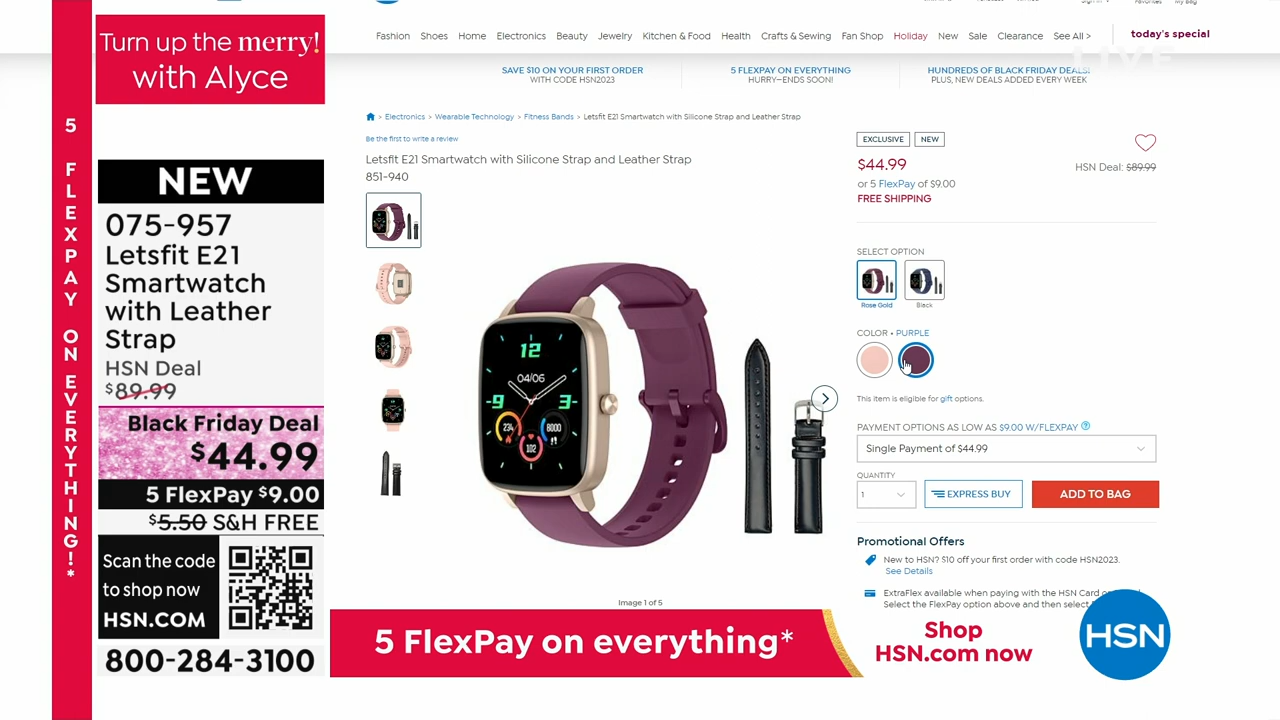 Turn up the merry!
with Alyce
5 FLEXPAY ON EVERYTHING!*
NEW
075-957
Letsfit E21
Smartwatch
with Leather
Strap
HSN Deal
$89.99
Black Friday Deal
$44.99
5 FlexPay $9.00
$5.50 S&H FREE
Scan the code
to shop now
HSN.COM
800-284-3100
Fashion Shoes Home Electronics Beauty Jewelry Kitchen & Food Health Crafts & Sewing Fan Shop Holiday New Sale Clearance See All > today's special
LIVE
SAVE $10 ON YOUR FIRST ORDER
WITH CODE HSN2023
5 FLEXPAY ON EVERYTHING
HURRY—ENDS SOON!
HUNDREDS OF BLACK FRIDAY DEALS!
PLUS, NEW DEALS ADDED EVERY WEEK
> Electronics > Wearable Technology > Fitness Bands > Letsfit E21 Smartwatch with Silicone Strap and Leather Strap
Be the first to write a review
Letsfit E21 Smartwatch with Silicone Strap and Leather Strap
851-940
12
04/06
9 3
234 8000
102
Image 1 of 5
EXCLUSIVE NEW
$44.99
HSN Deal: $89.99
or 5 FlexPay of $9.00
FREE SHIPPING
SELECT OPTION
Rose Gold Black
COLOR • PURPLE
This item is eligible for gift options.
PAYMENT OPTIONS AS LOW AS $9.00 W/FLEXPAY ?
Single Payment of $44.99
QUANTITY
1
EXPRESS BUY
ADD TO BAG
Promotional Offers
New to HSN? $10 off your first order with code HSN2023.
See Details
ExtraFlex available when paying with the HSN Card
Select the FlexPay option above and then select
5 FlexPay on everything*
Shop
HSN.com now
HSN